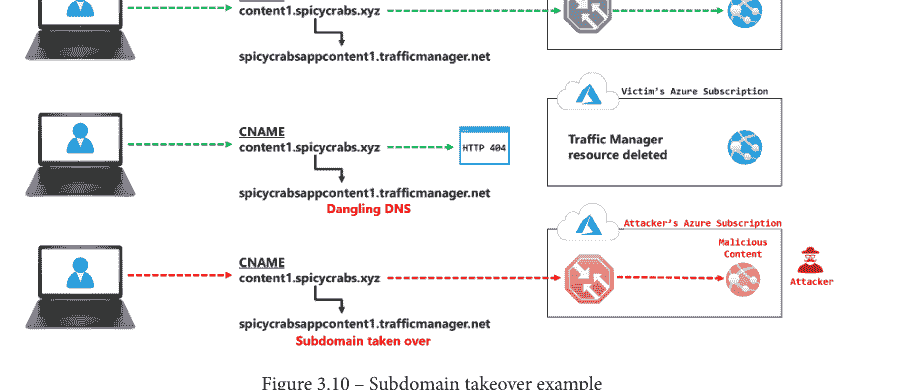 content1.spicycrabs.xyz
spicycrabsappcontent1.trafficmanager.net
Victim's Azure Subscription
CNAME
content1.spicycrabs.xyz
HTTP 404
Traffic Manager
resource deleted
spicycrabsappcontent1.trafficmanager.net
Dangling DNS
Attacker's Azure Subscription
CNAME
content1.spicycrabs.xyz
Malicious
Content
Attacker
spicycrabsappcontent1.trafficmanager.net
Subdomain taken over
Figure 3.10 – Subdomain takeover example